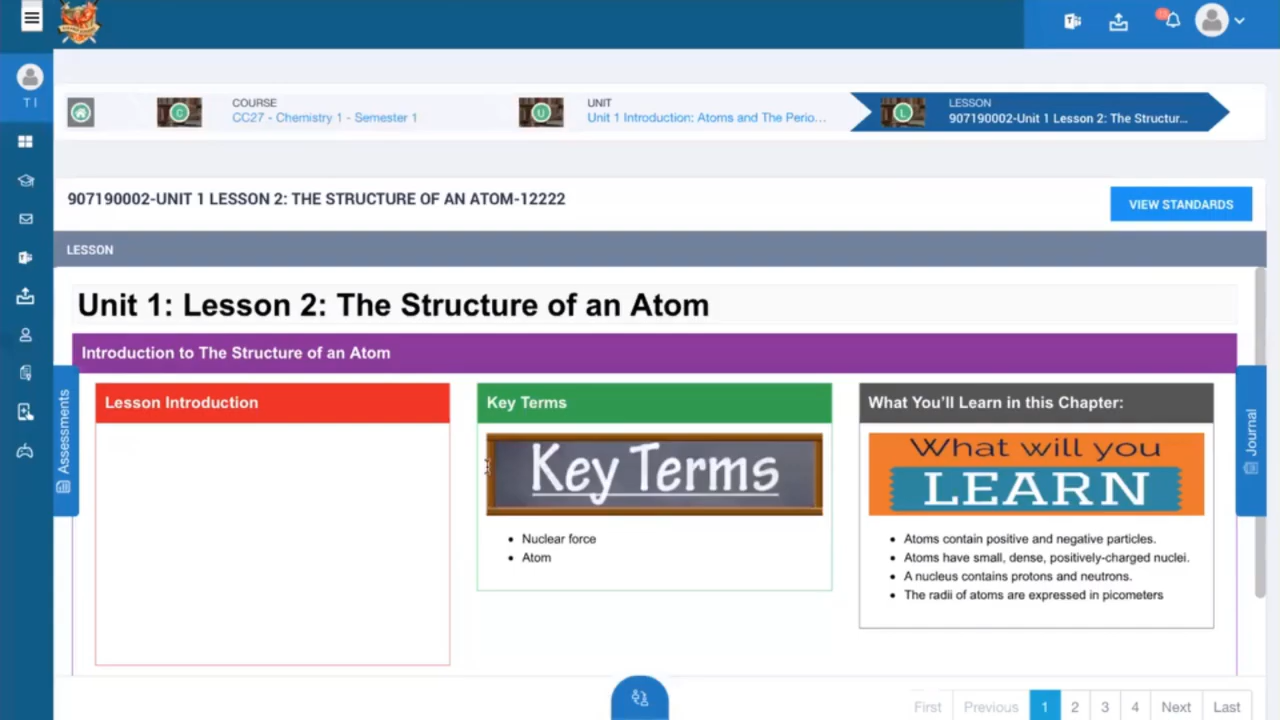 COURSE
CC27 - Chemistry 1 - Semester 1
UNIT
Unit 1 Introduction: Atoms and The Perio...
LESSON
907190002-Unit 1 Lesson 2: The Structur...
T I
C
U
L
907190002-UNIT 1 LESSON 2: THE STRUCTURE OF AN ATOM-12222
VIEW STANDARDS
LESSON
Unit 1: Lesson 2: The Structure of an Atom
Introduction to The Structure of an Atom
Assessments
Lesson Introduction
Key Terms
Key Terms
• Nuclear force
• Atom
What You'll Learn in this Chapter:
What will you
LEARN
• Atoms contain positive and negative particles.
• Atoms have small, dense, positively-charged nuclei.
• A nucleus contains protons and neutrons.
• The radii of atoms are expressed in picometers
Journal
First Previous 1 2 3 4 Next Last